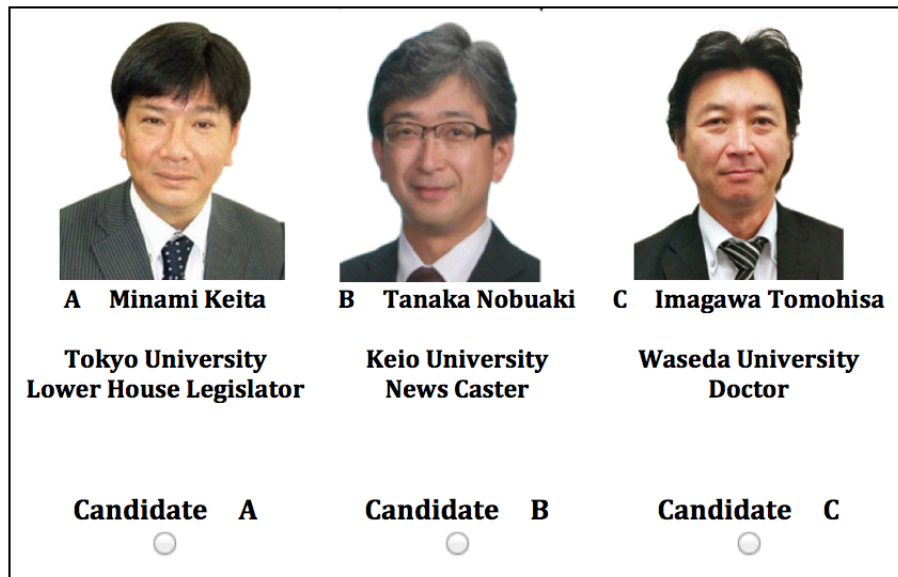 A Minami Keita
B Tanaka Nobuaki
C Imagawa Tomohisa
Tokyo University
Lower House Legislator
Keio University
News Caster
Waseda University
Doctor
Candidate A
Candidate B
Candidate C